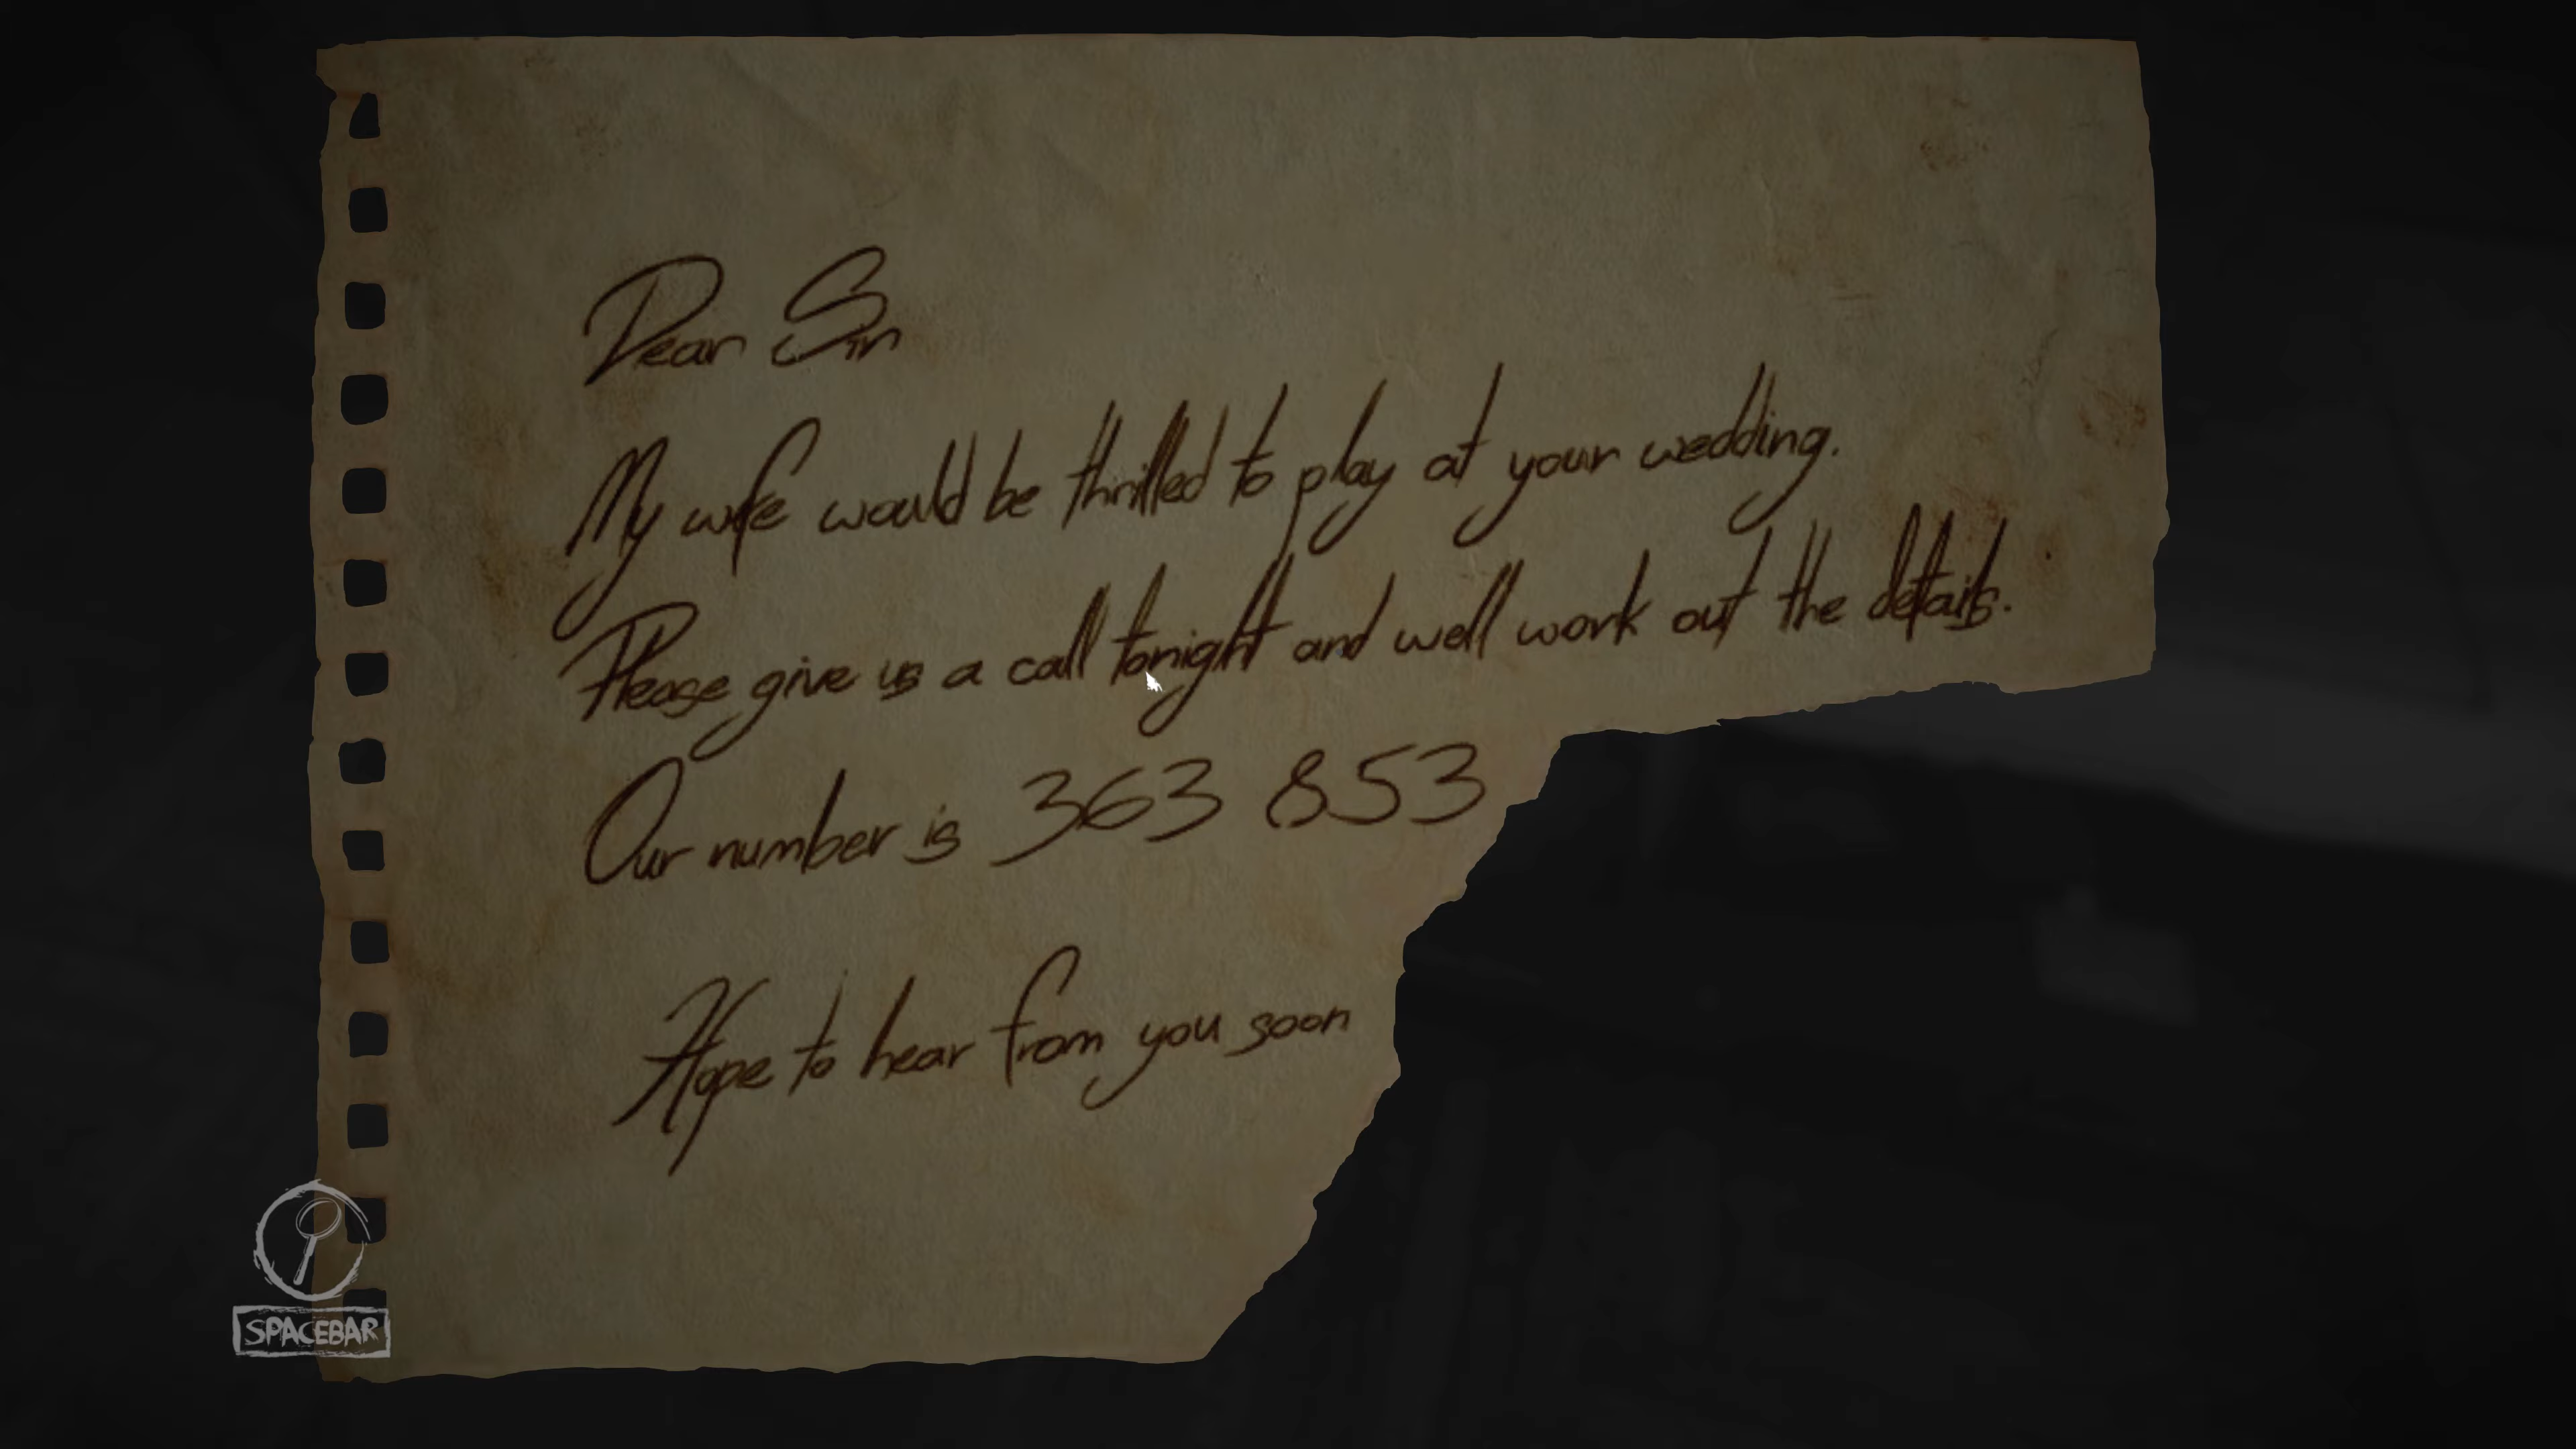 Dear Sir
My wife would be thrilled to play at your wedding.
Please give us a call tonight and well work out the details.
Our number is 363 853
Hope to hear from you soon
SPACEBAR